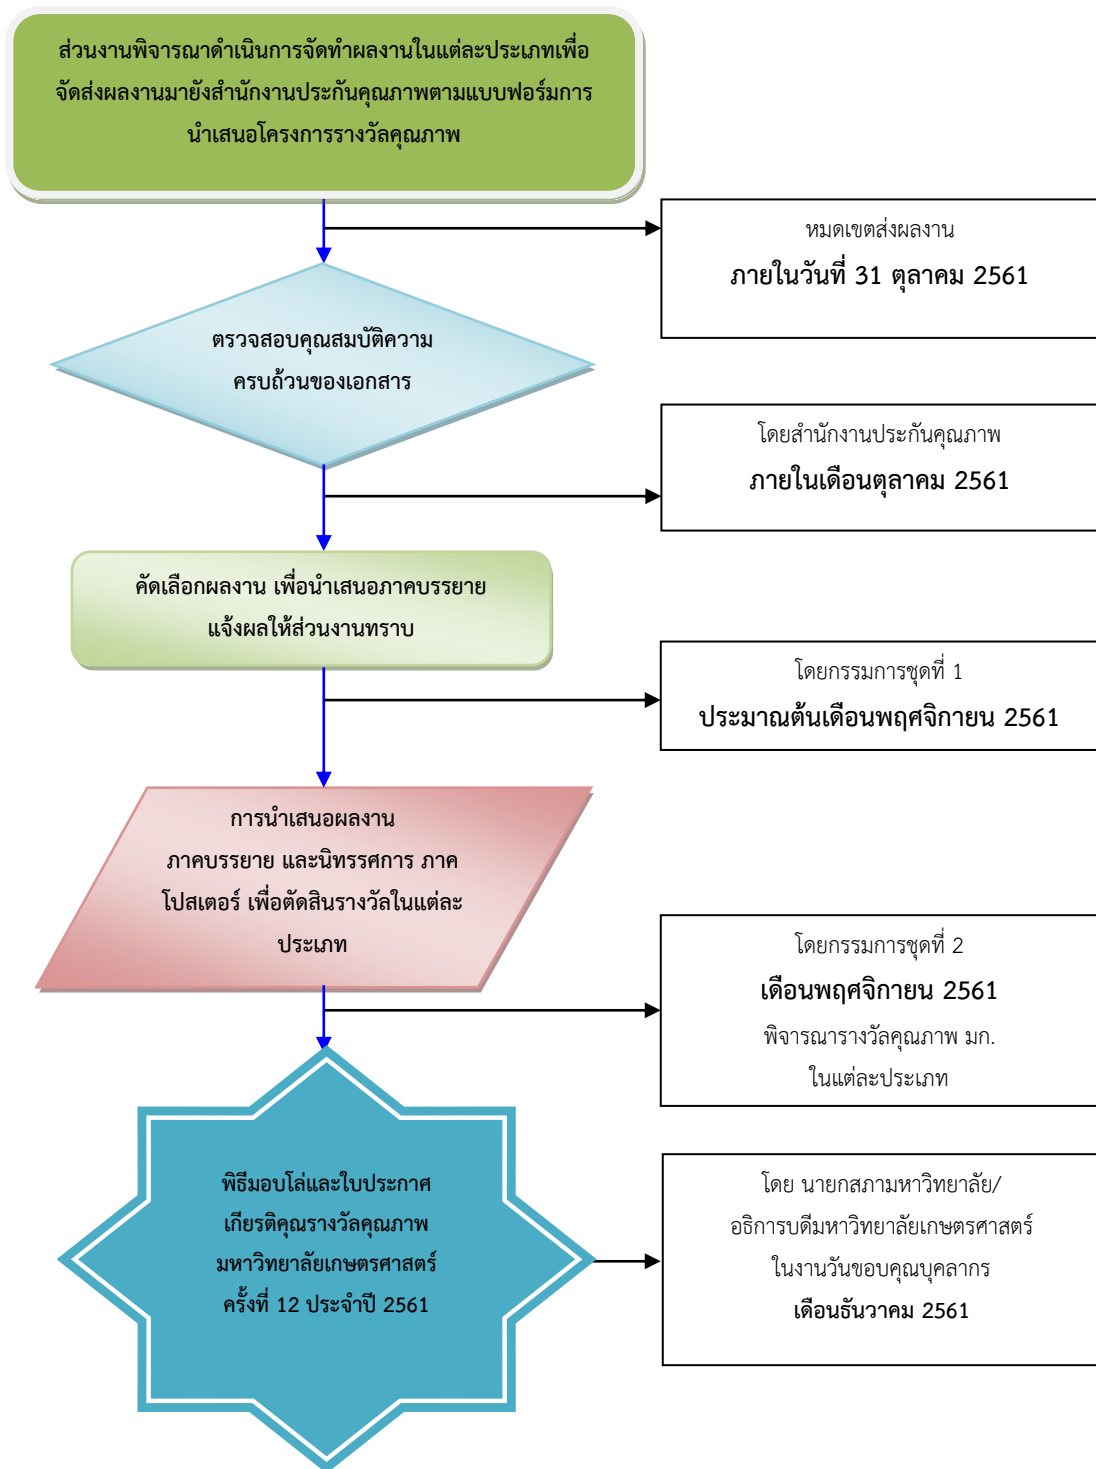 ส่วนงานพิจารณาดำเนินการจัดทำผลงานในแต่ละประเภทเพื่อ
จัดส่งผลงานมายังสำนักงานประกันคุณภาพตามแบบฟอร์มการ
นำเสนอโครงการรางวัลคุณภาพ
หมดเขตส่งผลงาน
ภายในวันที่ 31 ตุลาคม 2561
ตรวจสอบคุณสมบัติความ
ครบถ้วนของเอกสาร
โดยสำนักงานประกันคุณภาพ
ภายในเดือนตุลาคม 2561
คัดเลือกผลงาน เพื่อนำเสนอภาคบรรยาย
แจ้งผลให้ส่วนงานทราบ
โดยกรรมการชุดที่ 1
ประมาณต้นเดือนพฤศจิกายน 2561
การนำเสนอผลงาน
ภาคบรรยาย และนิทรรศการ ภาค
โปสเตอร์ เพื่อตัดสินรางวัลในแต่ละ
ประเภท
โดยกรรมการชุดที่ 2
เดือนพฤศจิกายน 2561
พิจารณารางวัลคุณภาพ มก.
ในแต่ละประเภท
พิธีมอบโล่และใบประกาศ
เกียรติคุณรางวัลคุณภาพ
มหาวิทยาลัยเกษตรศาสตร์
ครั้งที่ 12 ประจำปี 2561
โดย นายกสภามหาวิทยาลัย/
อธิการบดีมหาวิทยาลัยเกษตรศาสตร์
ในงานวันขอบคุณบุคลากร
เดือนธันวาคม 2561